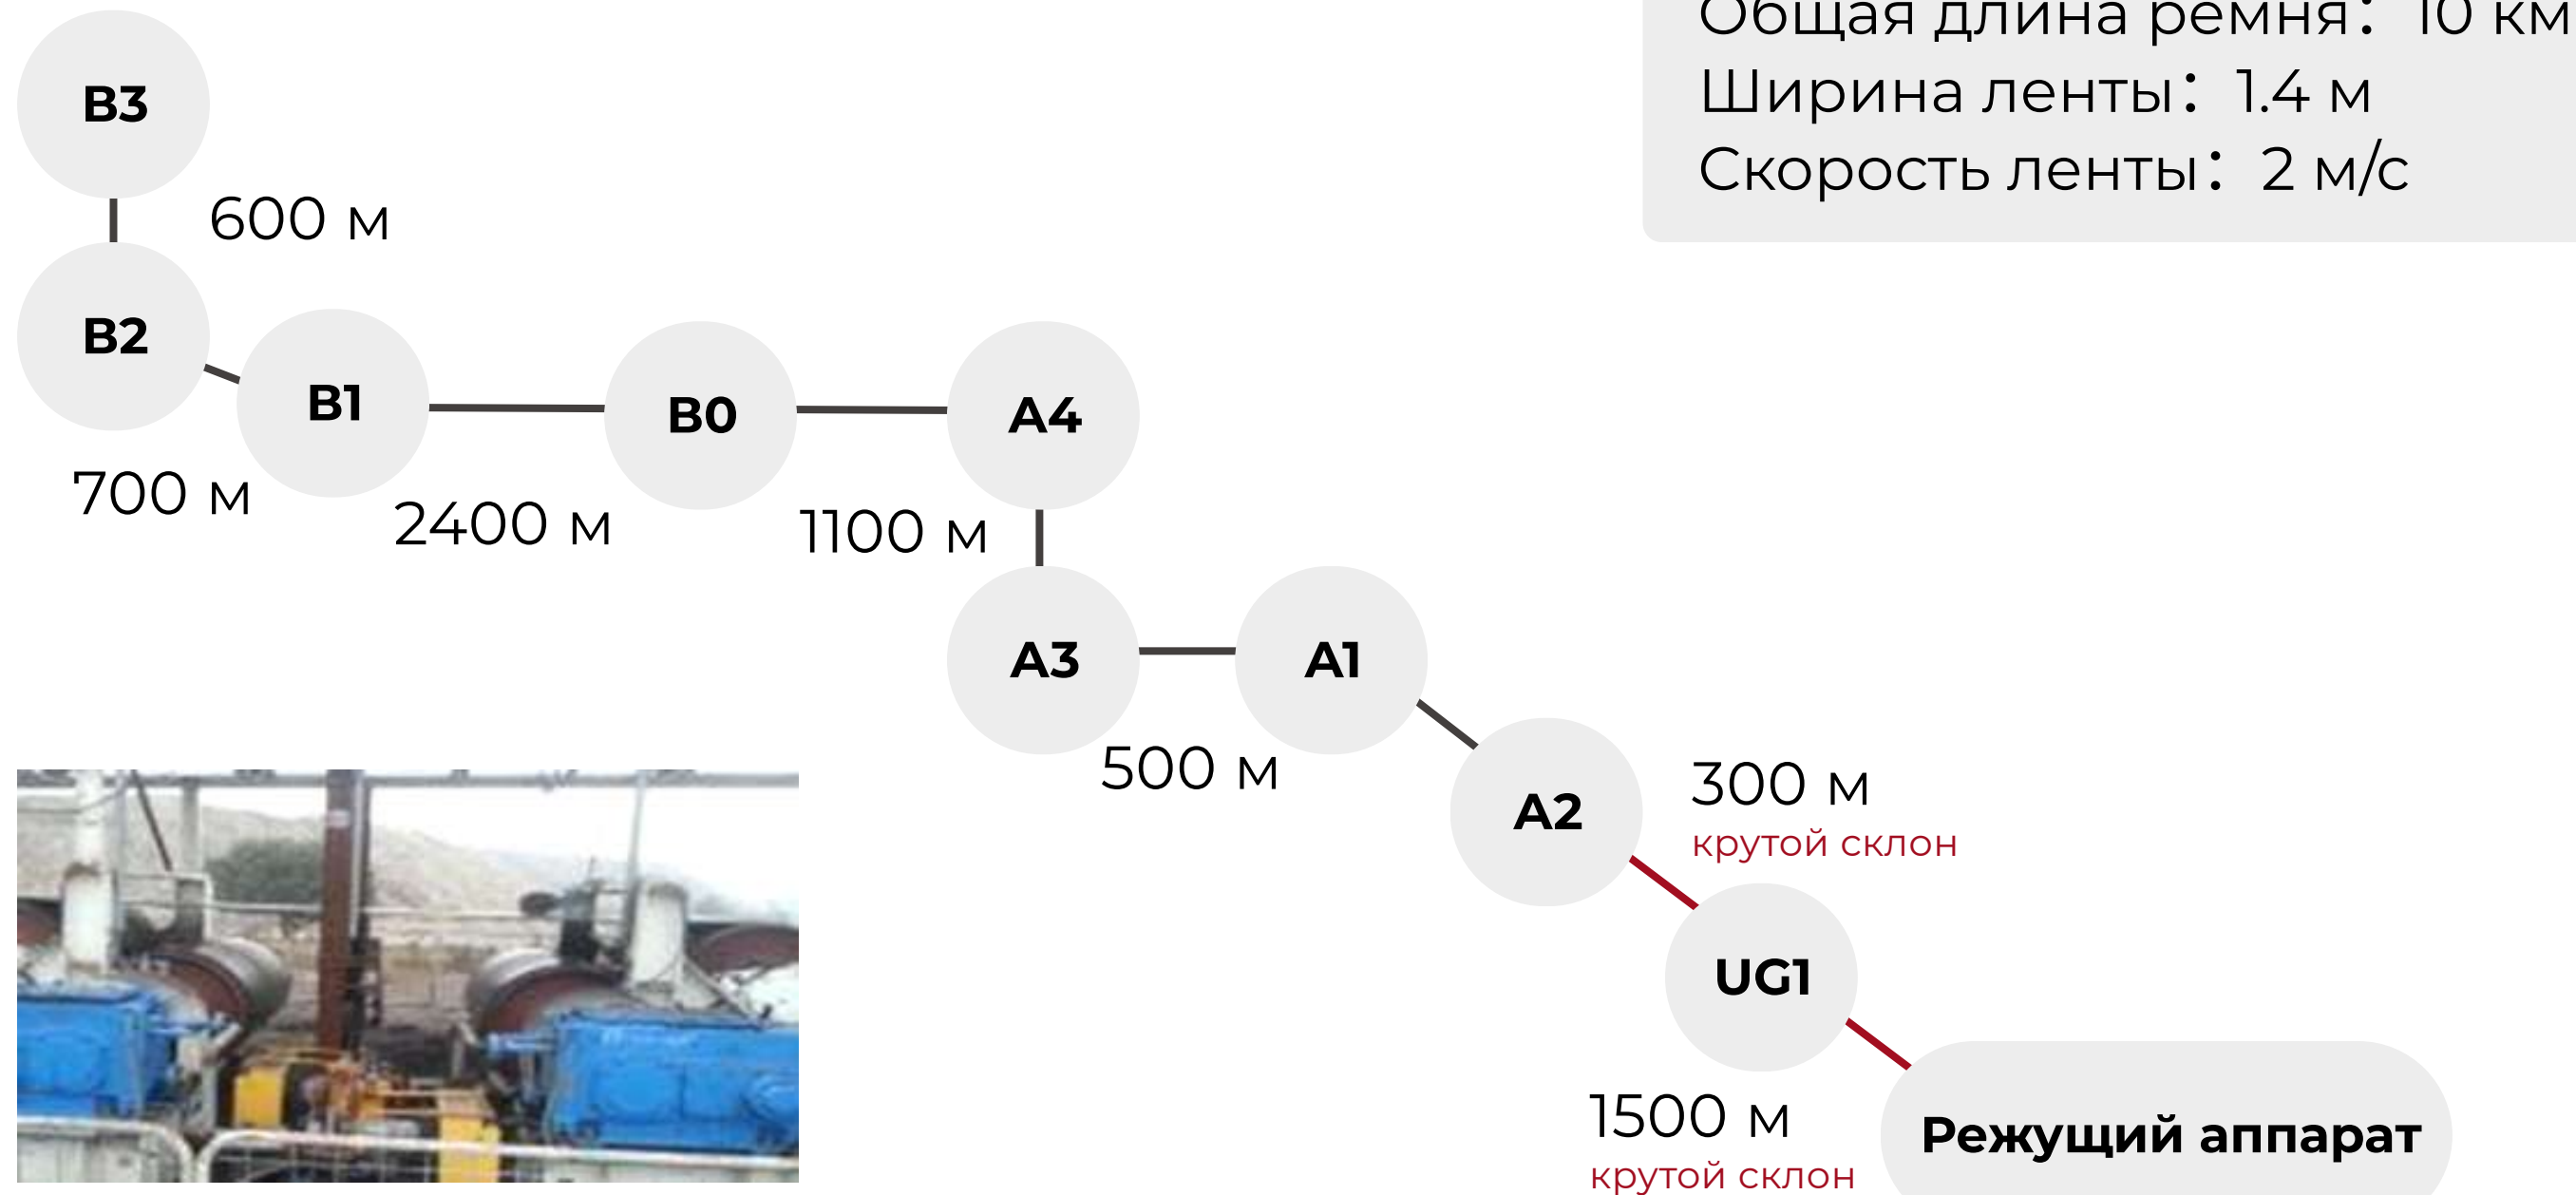 Общая длина ремня： 10 км
Ширина ленты： 1.4 м
Скорость ленты： 2 м/с
B3
600 м
B2
B1
B0
A4
700 м
2400 м
1100 м
A3
A1
500 м
A2
300 м
крутой склон
UG1
1500 м
крутой склон
Режущий аппарат